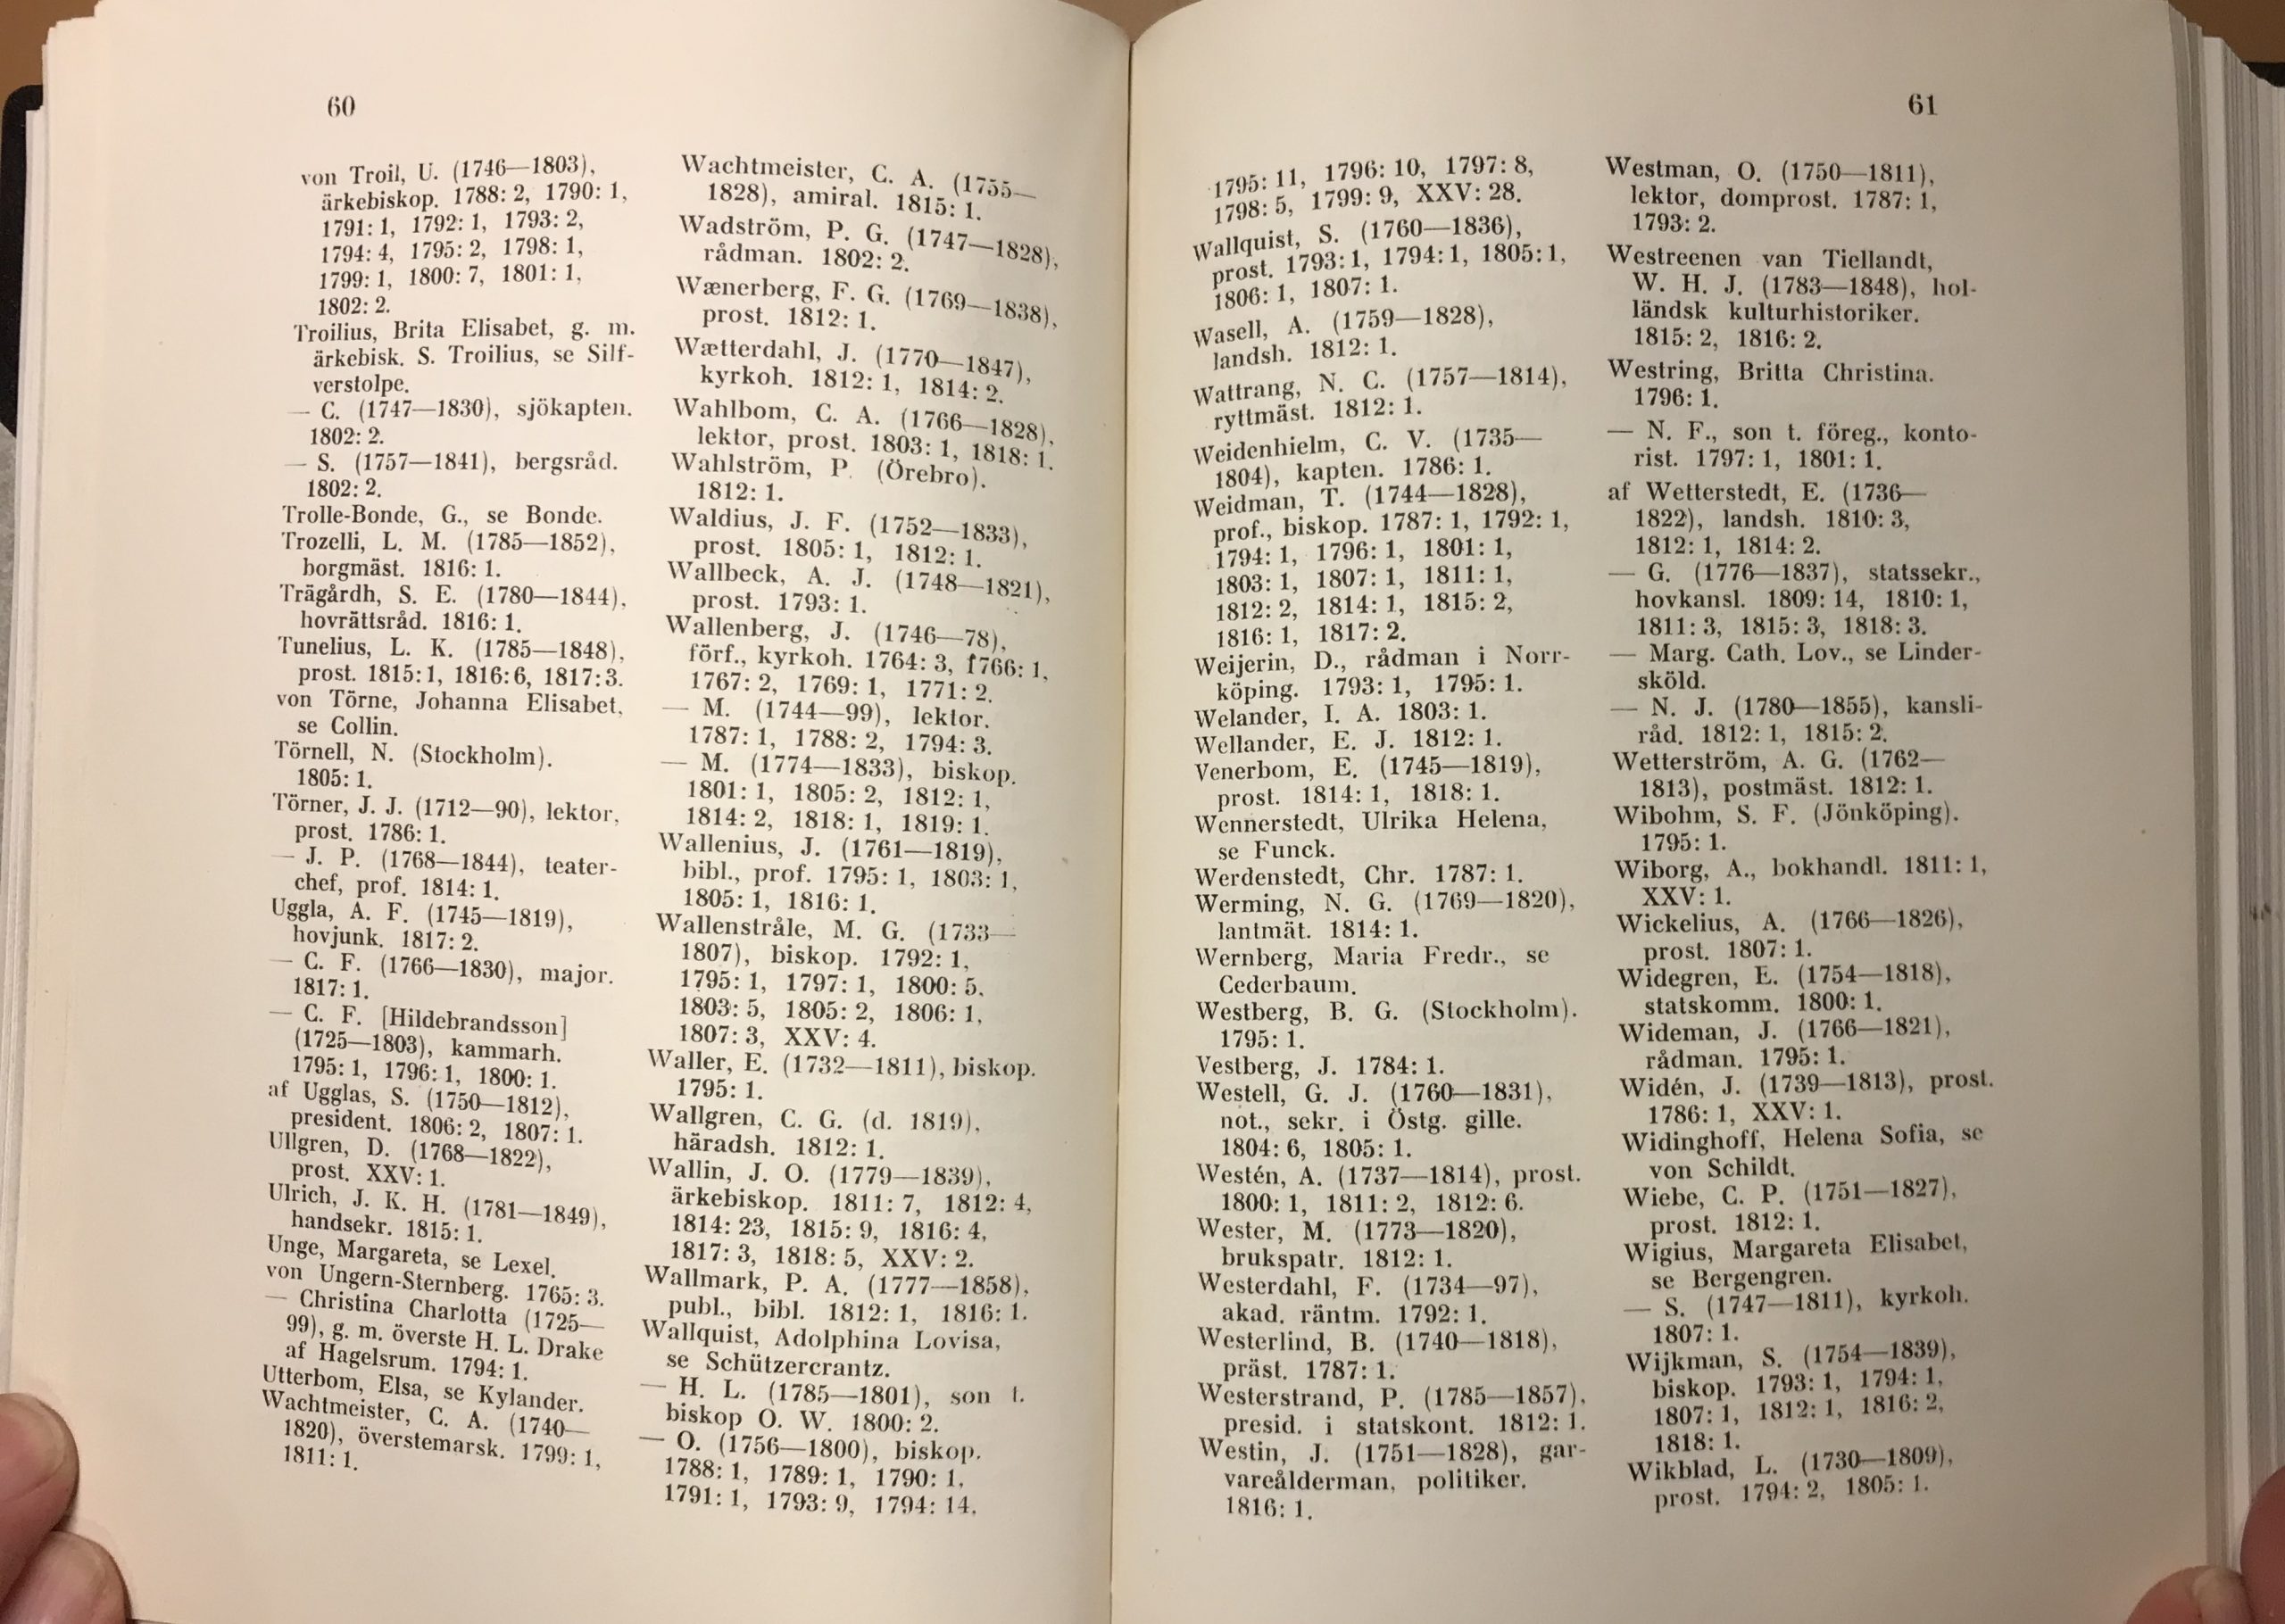 60
von Troil, U. (1746—1803),
ärkebiskop. 1788: 2, 1790: 1,
1791: 1, 1792: 1, 1793: 2,
1794: 4, 1795: 2, 1798: 1,
1799: 1, 1800: 7, 1801: 1,
1802: 2.
Troilius, Brita Elisabet, g. m.
ärkebisk. S. Troilius, se Silf-
verstolpe.
— C. (1747—1830), sjökapten.
1802: 2.
— S. (1757—1841), bergsråd.
1802: 2.
Trolle-Bonde, G., se Bonde.
Trozelli, L. M. (1785—1852),
borgmäst. 1816: 1.
Trägårdh, S. E. (1780—1844),
hovrättsråd. 1816: 1.
Tunelius, L. K. (1785—1848),
prost. 1815: 1, 1816: 6, 1817: 3.
von Törne, Johanna Elisabet,
se Collin.
Törnell, N. (Stockholm).
1805: 1.
Törner, J. J. (1712—90), lektor,
prost. 1786: 1.
— J. P. (1768—1844), teater-
chef, prof. 1814: 1.
Uggla, A. F. (1745—1819),
hovjunk. 1817: 2.
— C. F. (1766—1830), major.
1817: 1.
— C. F. [Hildebrandsson]
(1725—1803), kammarh.
1795: 1, 1796: 1, 1800: 1.
af Ugglas, S. (1750—1812),
president. 1806: 2, 1807: 1.
Ullgren, D. (1768—1822),
prost. XXV: 1.
Ulrich, J. K. H. (1781—1849),
handsekr. 1815: 1.
Unge, Margareta, se Lexel.
von Ungern-Sternberg. 1765: 3.
— Christina Charlotta (1725—
99), g. m. överste H. L. Drake
af Hagelsrum. 1794: 1.
Utterbom, Elsa, se Kylander.
Wachtmeister, C. A. (1740—
1820), överstemarsk. 1799: 1,
1811: 1.
Wachtmeister, C. A. (1755—
1828), amiral. 1815: 1.
Wadström, P. G. (1747—1828),
rådman. 1802: 2.
Wænerberg, F. G. (1769—1838),
prost. 1812: 1.
Wætterdahl, J. (1770—1847),
kyrkoh. 1812: 1, 1814: 2.
Wahlbom, C. A. (1766—1828),
lektor, prost. 1803: 1, 1818: 1.
Wahlström, P. (Örebro).
1812: 1.
Waldius, J. F. (1752—1833),
prost. 1805: 1, 1812: 1.
Wallbeck, A. J. (1748—1821),
prost. 1793: 1.
Wallenberg, J. (1746—78),
förf., kyrkoh. 1764: 3, 1766: 1,
1767: 2, 1769: 1, 1771: 2.
— M. (1744—99), lektor.
1787: 1, 1788: 2, 1794: 3.
— M. (1774—1833), biskop.
1801: 1, 1805: 2, 1812: 1,
1814: 2, 1818: 1, 1819: 1.
Wallenius, J. (1761—1819),
bibl., prof. 1795: 1, 1803: 1,
1805: 1, 1816: 1.
Wallenstråle, M. G. (1733—
1807), biskop. 1792: 1,
1795: 1, 1797: 1, 1800: 5,
1803: 5, 1805: 2, 1806: 1,
1807: 3, XXV: 4.
Waller, E. (1732—1811), biskop.
1795: 1.
Wallgren, C. G. (d. 1819),
häradsh. 1812: 1.
Wallin, J. O. (1779—1839),
ärkebiskop. 1811: 7, 1812: 4,
1814: 23, 1815: 9, 1816: 4,
1817: 3, 1818: 5, XXV: 2.
Wallmark, P. A. (1777—1858),
publ., bibl. 1812: 1, 1816: 1.
Wallquist, Adolphina Lovisa,
se Schützercrantz.
— H. L. (1785—1801), son t.
biskop O. W. 1800: 2.
— O. (1756—1800), biskop.
1788: 1, 1789: 1, 1790: 1,
1791: 1, 1793: 9, 1794: 14,
61
1795: 11, 1796: 10, 1797: 8,
1798: 5, 1799: 9, XXV: 28.
Wallquist, S. (1760—1836),
prost. 1793: 1, 1794: 1, 1805: 1,
1806: 1, 1807: 1.
Wasell, A. (1759—1828),
landsh. 1812: 1.
Wattrang, N. C. (1757—1814),
ryttmäst. 1812: 1.
Weidenhielm, C. V. (1735—
1804), kapten. 1786: 1.
Weidman, T. (1744—1828),
prof., biskop. 1787: 1, 1792: 1,
1794: 1, 1796: 1, 1801: 1,
1803: 1, 1807: 1, 1811: 1,
1812: 2, 1814: 1, 1815: 2,
1816: 1, 1817: 2.
Weijerin, D., rådman i Norr-
köping. 1793: 1, 1795: 1.
Welander, I. A. 1803: 1.
Wellander, E. J. 1812: 1.
Venerbom, E. (1745—1819),
prost. 1814: 1, 1818: 1.
Wennerstedt, Ulrika Helena,
se Funck.
Werdenstedt, Chr. 1787: 1.
Werming, N. G. (1769—1820),
lantmät. 1814: 1.
Wernberg, Maria Fredr., se
Cederbaum.
Westberg, B. G. (Stockholm).
1795: 1.
Vestberg, J. 1784: 1.
Westell, G. J. (1760—1831),
not., sekr. i Östg. gille.
1804: 6, 1805: 1.
Westén, A. (1737—1814), prost.
1800: 1, 1811: 2, 1812: 6.
Wester, M. (1773—1820),
brukspatr. 1812: 1.
Westerdahl, F. (1734—97),
akad. räntm. 1792: 1.
Westerlind, B. (1740—1818),
präst. 1787: 1.
Westerstrand, P. (1785—1857),
presid. i statskont. 1812: 1.
Westin, J. (1751—1828), gar-
vareålderman, politiker.
1816: 1.
Westman, O. (1750—1811),
lektor, domprost. 1787: 1,
1793: 2.
Westreenen van Tiellandt,
W. H. J. (1783—1848), hol-
ländsk kulturhistoriker.
1815: 2, 1816: 2.
Westring, Britta Christina.
1796: 1.
— N. F., son t. föreg., konto-
rist. 1797: 1, 1801: 1.
af Wetterstedt, E. (1736—
1822), landsh. 1810: 3,
1812: 1, 1814: 2.
— G. (1776—1837), statssekr.,
hovkansl. 1809: 14, 1810: 1,
1811: 3, 1815: 3, 1818: 3.
— Marg. Cath. Lov., se Linder-
sköld.
— N. J. (1780—1855), kansli-
råd. 1812: 1, 1815: 2.
Wetterström, A. G. (1762—
1813), postmäst. 1812: 1.
Wibohm, S. F. (Jönköping).
1795: 1.
Wiborg, A., bokhandl. 1811: 1,
XXV: 1.
Wickelius, A. (1766—1826),
prost. 1807: 1.
Widegren, E. (1754—1818),
statskomm. 1800: 1.
Wideman, J. (1766—1821),
rådman. 1795: 1.
Widén, J. (1739—1813), prost.
1786: 1, XXV: 1.
Widinghoff, Helena Sofia, se
von Schildt.
Wiebe, C. P. (1751—1827),
prost. 1812: 1.
Wigius, Margareta Elisabet,
se Bergengren.
— S. (1747—1811), kyrkoh.
1807: 1.
Wijkman, S. (1754—1839),
biskop. 1793: 1, 1794: 1,
1807: 1, 1812: 1, 1816: 2,
1818: 1.
Wikblad, L. (1730—1809),
prost. 1794: 2, 1805: 1.